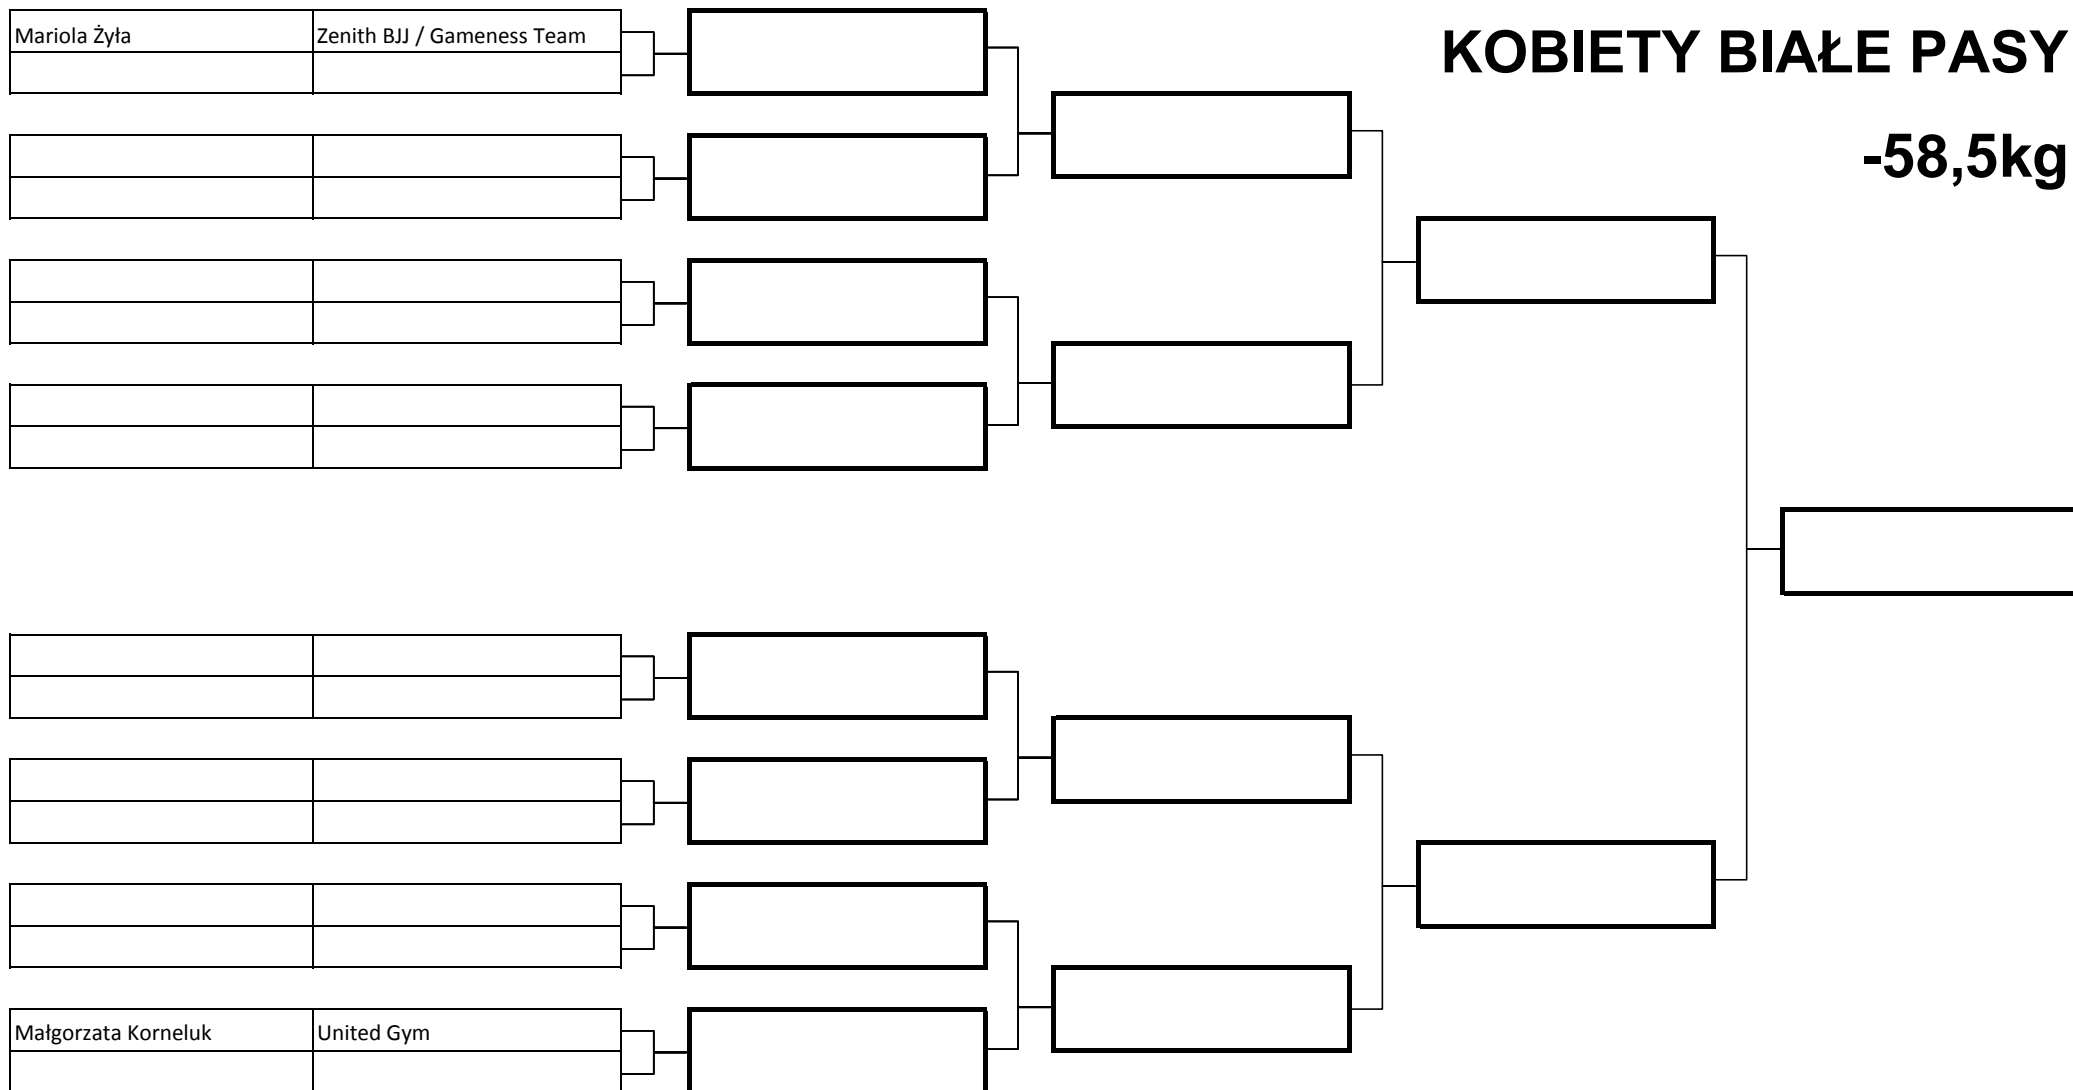 Mariola Żyła Zenith BJJ / Gameness Team
KOBIETY BIAŁE PASY
-58,5kg
Małgorzata Korneluk United Gym